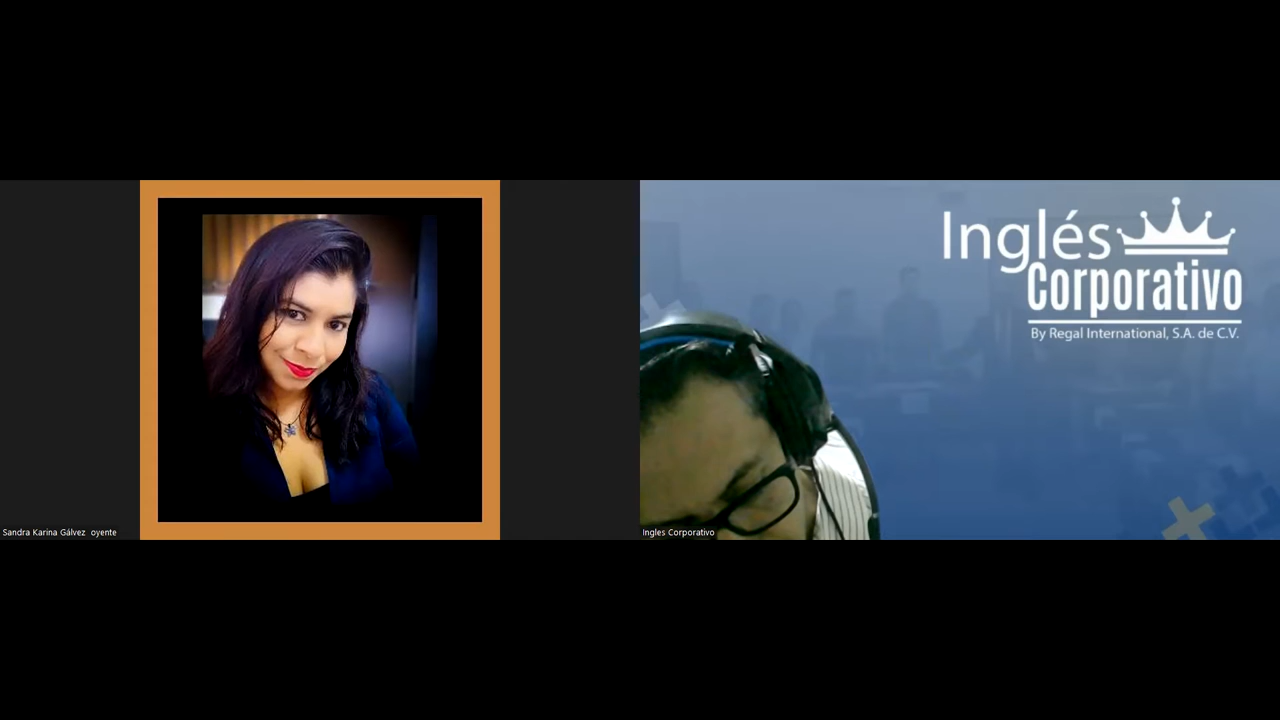 Inglés
Corporativo
By Regal International, S.A. de C.V.
Sandra Karina Gálvez oyente
Ingles Corporativo